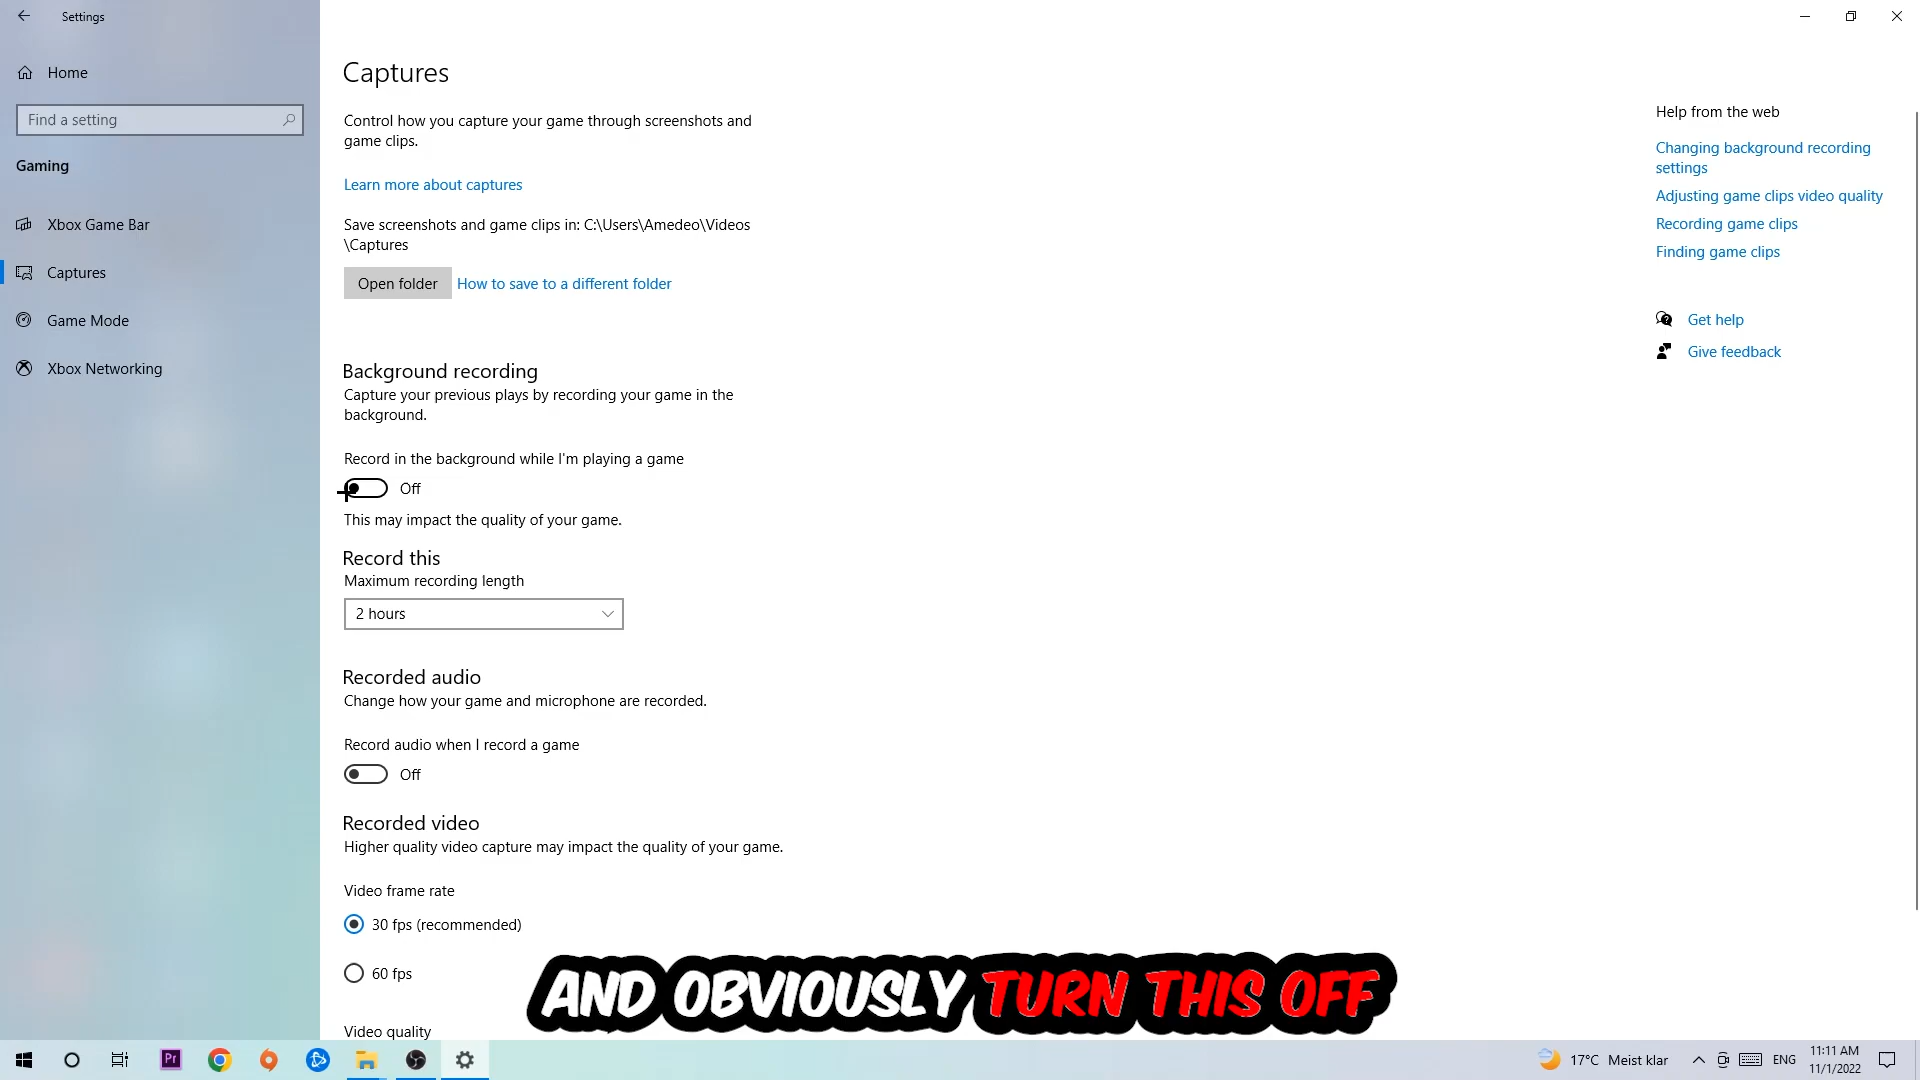 Settings
Home
Find a setting
Gaming
Xbox Game Bar
Captures
Game Mode
Xbox Networking
Captures
Control how you capture your game through screenshots and
game clips.
Learn more about captures
Save screenshots and game clips in: C:\Users\Amedeo\Videos
\Captures
Open folder
How to save to a different folder
Background recording
Capture your previous plays by recording your game in the
background.
Record in the background while I'm playing a game
Off
This may impact the quality of your game.
Record this
Maximum recording length
2 hours
Recorded audio
Change how your game and microphone are recorded.
Record audio when I record a game
Off
Recorded video
Higher quality video capture may impact the quality of your game.
Video frame rate
30 fps (recommended)
60 fps
Video quality
Help from the web
Changing background recording
settings
Adjusting game clips video quality
Recording game clips
Finding game clips
Get help
Give feedback
AND OBVIOUSLY TURN THIS OFF
Pr
17°C Meist klar
ENG
11:11 AM
11/1/2022